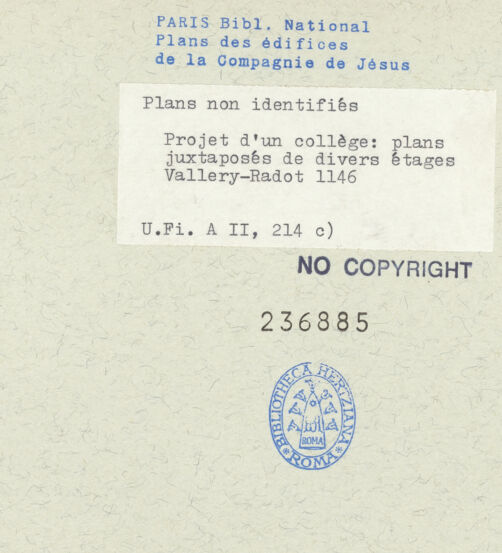 PARIS Bibl. National
Plans des édifices
de la Compagnie de Jésus
Plans non identifiés
Projet d'un collège: plans
juxtaposés de divers étages
Vallery-Radot 1146
U.Fi. A II, 214 c)
NO COPYRIGHT
236885
BIBLIOTHECA HERTZIANA
ROMA
*ROMA*